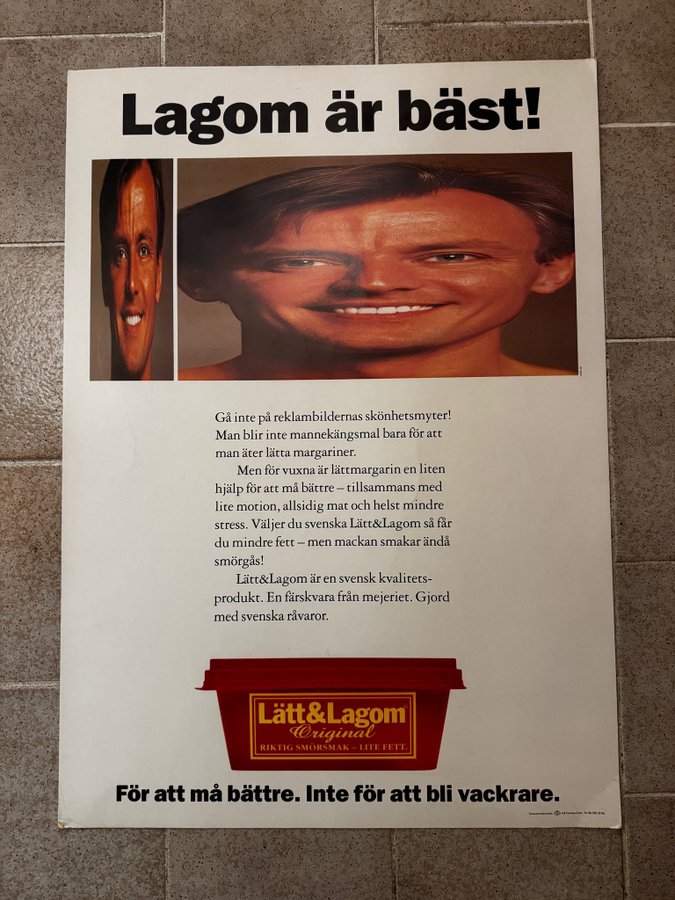 Lagom är bäst!
Gå inte på reklambildernas skönhetsmyter!
Man blir inte mannekängsmal bara för att
man äter lätta margariner.
Men för vuxna är lättmargarin en liten
hjälp för att må bättre – tillsammans med
lite motion, allsidig mat och helst mindre
stress. Väljer du svenska Lätt&Lagom så får
du mindre fett – men mackan smakar ändå
smörgås!
Lätt&Lagom är en svensk kvalitets-
produkt. En färskvara från mejeriet. Gjord
med svenska råvaror.
Lätt&Lagom
Original
RIKTIG SMÖRSMAK – LITE FETT.
För att må bättre. Inte för att bli vackrare.